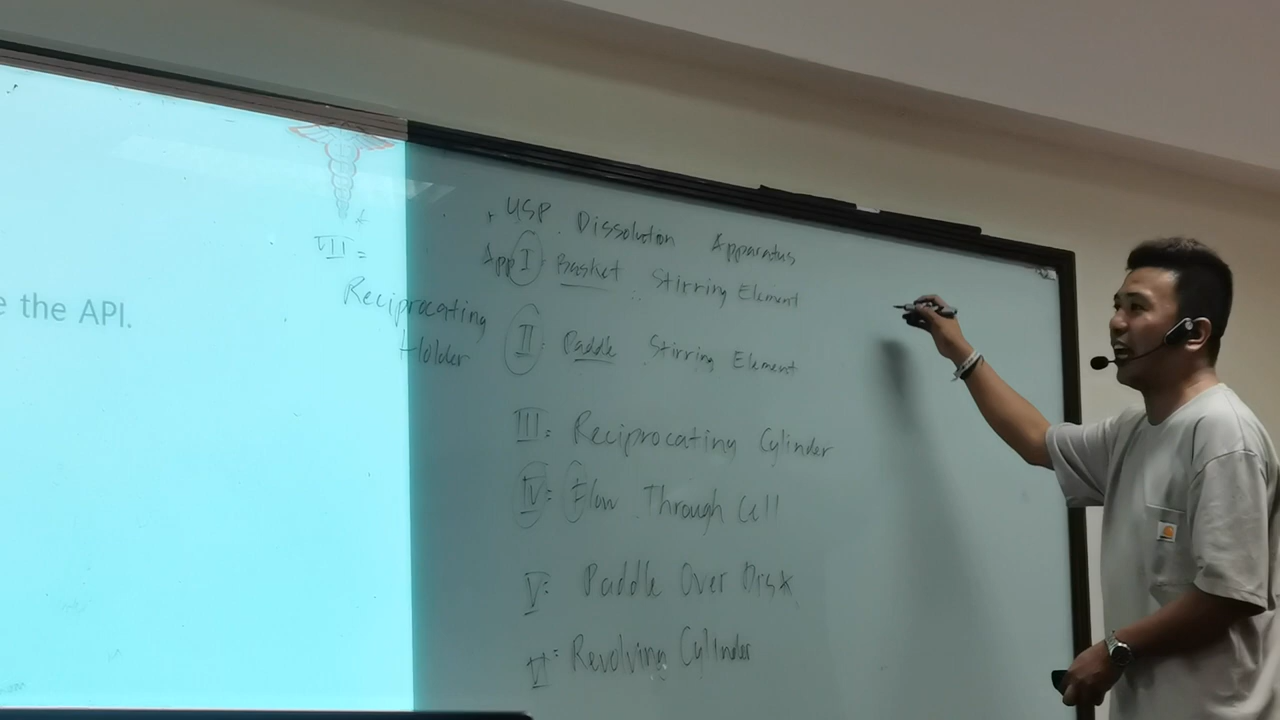 e the API.
VII =
Reciprocating
Holder
USP Dissolution Apparatus
App I: Basket Stirring Element
II: Paddle Stirring Element
III: Reciprocating Cylinder
IV: Flow Through Cell
V: Paddle Over Disk
VI: Revolving Cylinder